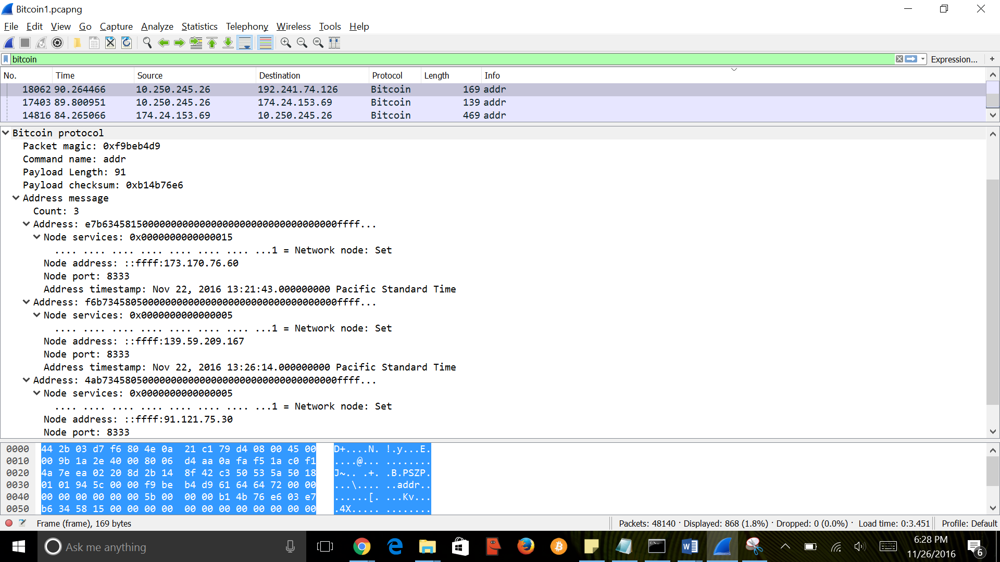 Bitcoin1.pcapng
File Edit View Go Capture Analyze Statistics Telephony Wireless Tools Help
bitcoin Expression... +
No. Time Source Destination Protocol Length Info
18062 90.264466 10.250.245.26 192.241.74.126 Bitcoin 169 addr
17403 89.800951 10.250.245.26 174.24.153.69 Bitcoin 139 addr
14816 84.265066 174.24.153.69 10.250.245.26 Bitcoin 469 addr
Bitcoin protocol
Packet magic: 0xf9beb4d9
Command name: addr
Payload Length: 91
Payload checksum: 0xb14b76e6
Address message
Count: 3
Address: e7b6345815000000000000000000000000000000000ffff...
Node services: 0x0000000000000015
.... .... .... .... .... .... .... ...1 = Network node: Set
Node address: ::ffff:173.170.76.60
Node port: 8333
Address timestamp: Nov 22, 2016 13:21:43.000000000 Pacific Standard Time
Address: f6b7345805000000000000000000000000000000000ffff...
Node services: 0x0000000000000005
.... .... .... .... .... .... .... ...1 = Network node: Set
Node address: ::ffff:139.59.209.167
Node port: 8333
Address timestamp: Nov 22, 2016 13:26:14.000000000 Pacific Standard Time
Address: 4ab7345805000000000000000000000000000000000ffff...
Node services: 0x0000000000000005
.... .... .... .... .... .... .... ...1 = Network node: Set
Node address: ::ffff:91.121.75.30
Node port: 8333
0000 44 2b 03 d7 f6 80 4e 0a 21 c1 79 d4 08 00 45 00 D+....N. !.y...E.
0010 00 9b 1a 2e 40 00 80 06 d4 aa 0a fa f5 1a c0 f1 ....@... ........
0020 4a 7e ea 02 20 8d 2b 14 8f 42 c3 50 53 5a 50 18 J~.. .+. .B.PSZP.
0030 01 01 94 5c 00 00 f9 be b4 d9 61 64 64 72 00 00 ...\.... ..addr..
0040 00 00 00 00 00 00 5b 00 00 00 b1 4b 76 e6 03 e7 ......[. ...Kv...
0050 b6 34 58 15 00 00 00 00 00 00 00 00 00 00 00 00 .4X..... ........
Frame (frame), 169 bytes Packets: 48140 · Displayed: 868 (1.8%) · Dropped: 0 (0.0%) · Load time: 0:3.451 Profile: Default
Ask me anything
6:28 PM
11/26/2016
6